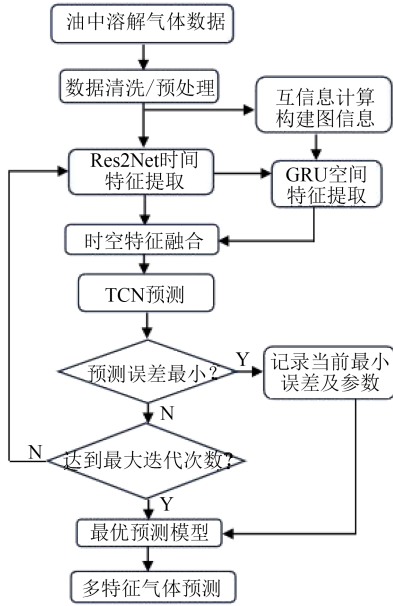 油中溶解气体数据
数据清洗/预处理
互信息计算
构建图信息
Res2Net时间
特征提取
GRU空间
特征提取
时空特征融合
TCN预测
预测误差最小?
Y
记录当前最小
误差及参数
N
N
达到最大迭代次数?
Y
最优预测模型
多特征气体预测